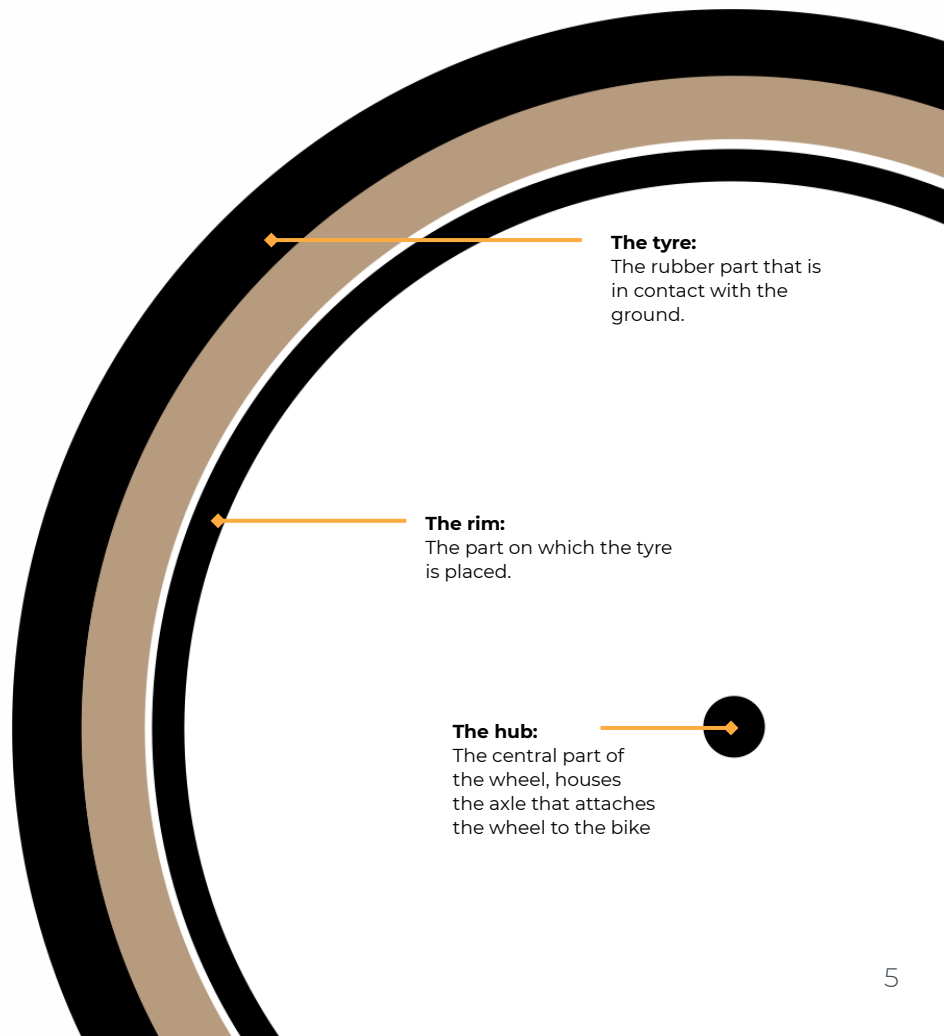 The tyre:
The rubber part that is
in contact with the
ground.
The rim:
The part on which the tyre
is placed.
The hub:
The central part of
the wheel, houses
the axle that attaches
the wheel to the bike
5